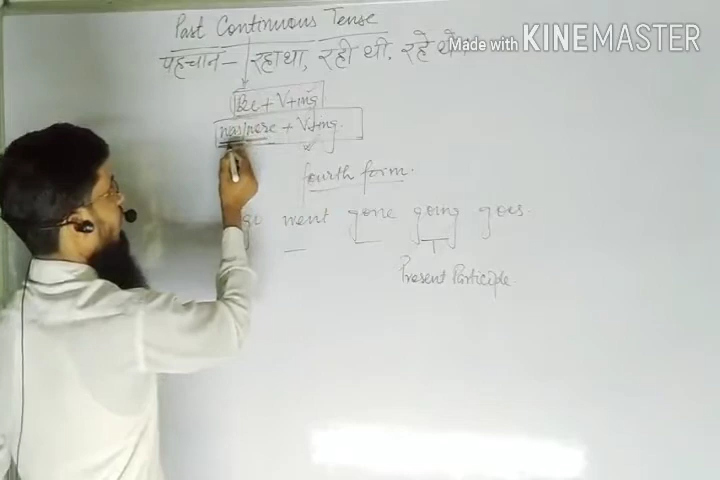 Past Continuous Tense
पहचान- रहा था, रही थी. रहे थे
Made with KINEMASTER
Be + V+ing
was/were + V+ing.
fourth form.
go went gone going goes.
Present Participle